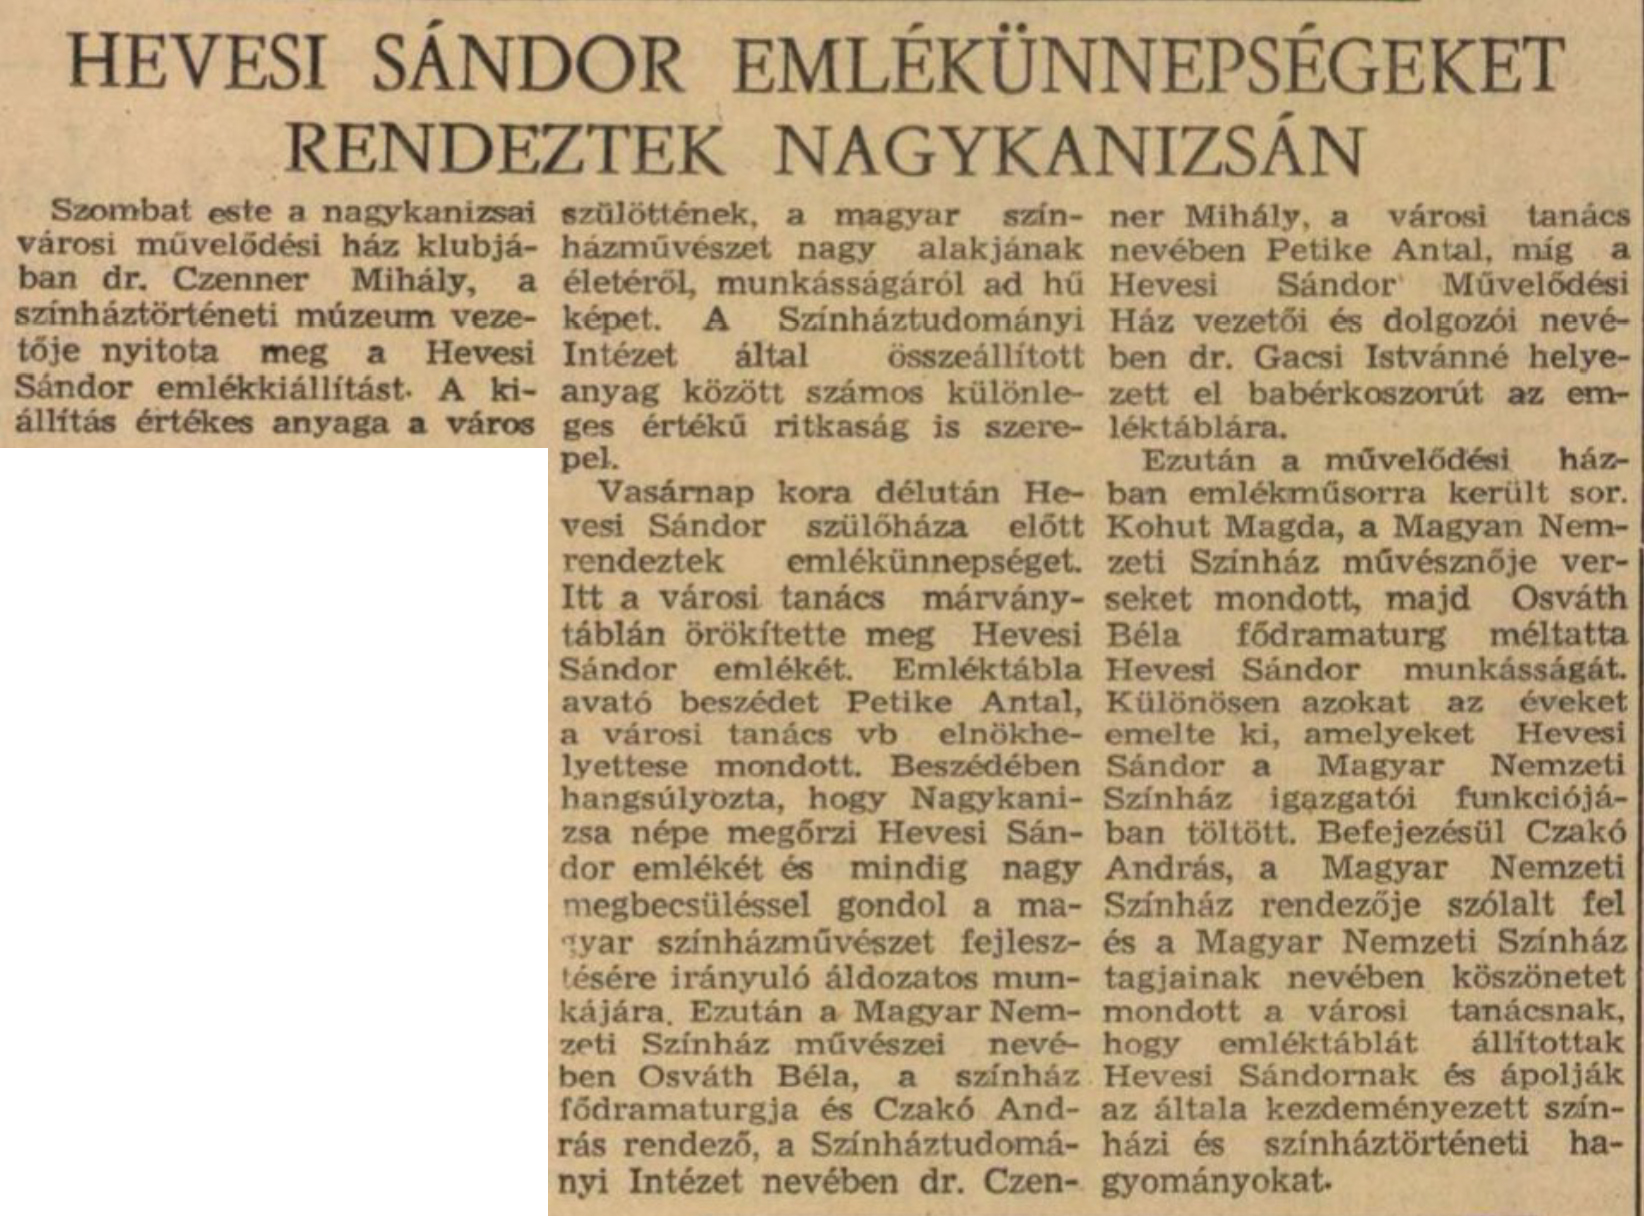 HEVESI SÁNDOR EMLÉKÜNNEPSÉGEKET
RENDEZTEK NAGYKANIZSÁN
Szombat este a nagykanizsai
városi művelődési ház klubjá-
ban dr. Czenner Mihály, a
színháztörténeti múzeum veze-
tője nyitota meg a Hevesi
Sándor emlékkiállítást. A ki-
állítás értékes anyaga a város
szülöttének, a magyar szín-
házművészet nagy alakjának
életéről, munkásságáról ad hű
képet. A Színháztudományi
Intézet által összeállított
anyag között számos különle-
ges értékű ritkaság is szere-
pel.
Vasárnap kora délután He-
vesi Sándor szülőháza előtt
rendeztek emlékünnepséget.
Itt a városi tanács márvány-
táblán örökítette meg Hevesi
Sándor emlékét. Emléktábla
avató beszédet Petike Antal,
a városi tanács vb elnökhe-
lyettese mondott. Beszédében
hangsúlyozta, hogy Nagykani-
zsa népe megőrzi Hevesi Sán-
dor emlékét és mindig nagy
megbecsüléssel gondol a ma-
gyar színházművészet fejlesz-
tésére irányuló áldozatos mun-
kájára. Ezután a Magyar Nem-
zeti Színház művészei nevé-
ben Osváth Béla, a színház
fődramaturgja és Czakó And-
rás rendező, a Színháztudomá-
nyi Intézet nevében dr. Czen-
ner Mihály, a városi tanács
nevében Petike Antal, míg a
Hevesi Sándor Művelődési
Ház vezetői és dolgozói nevé-
ben dr. Gacsi Istvánné helye-
zett el babérkoszorút az em-
léktáblára.
Ezután a művelődési ház-
ban emlékműsorra került sor.
Kohut Magda, a Magyan Nem-
zeti Színház művésznője ver-
seket mondott, majd Osváth
Béla fődramaturg méltatta
Hevesi Sándor munkásságát.
Különösen azokat az éveket
emelte ki, amelyeket Hevesi
Sándor a Magyar Nemzeti
Színház igazgatói funkciójá-
ban töltött. Befejezésül Czakó
András, a Magyar Nemzeti
Színház rendezője szólalt fel
és a Magyar Nemzeti Színház
tagjainak nevében köszönetet
mondott a városi tanácsnak,
hogy emléktáblát állítottak
Hevesi Sándornak és ápolják
az általa kezdeményezett szín-
házi és színháztörténeti ha-
gyományokat.